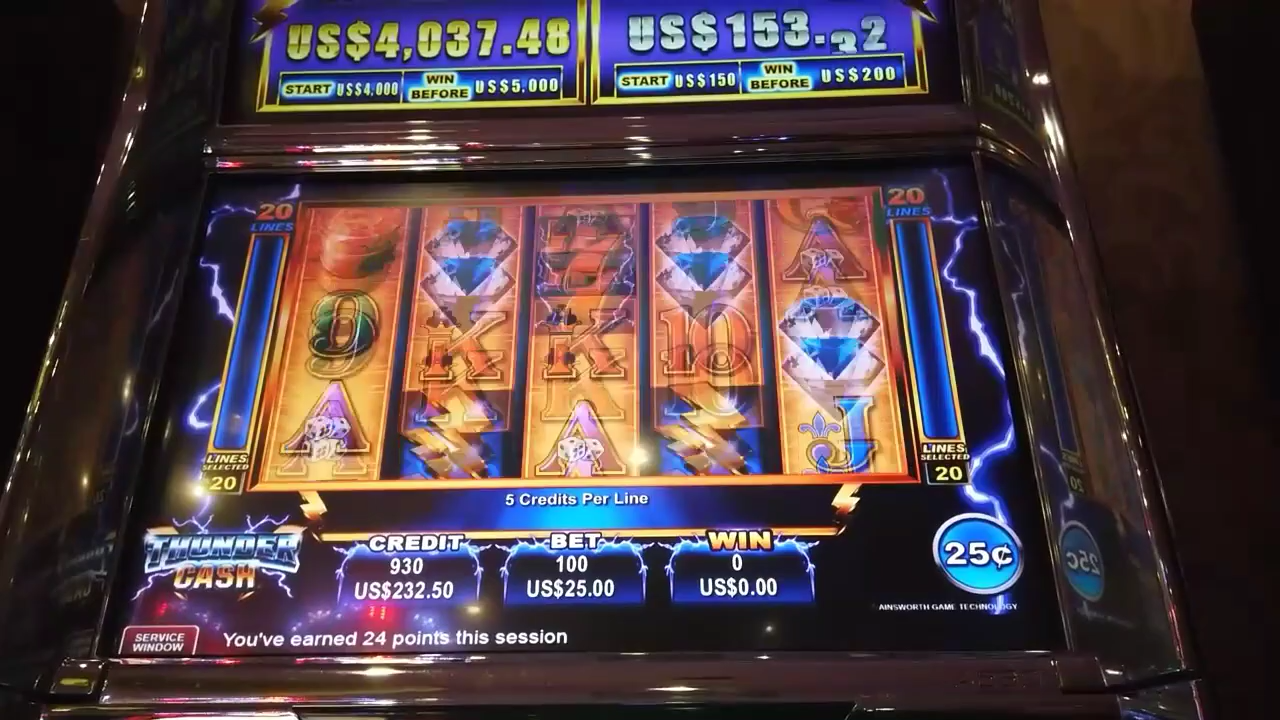 US$4,037.48
START US$4,000 WIN BEFORE US$5,000
US$153.
START US$150 WIN BEFORE US$200
20 LINES
20 LINES
A
9
K
K
10
K
K
10
A
A
J
LINES SELECTED 20
LINES SELECTED 20
5 Credits Per Line
THUNDER CASH
CREDIT
930
US$232.50
BET
100
US$25.00
WIN
0
US$0.00
25¢
AINSWORTH GAME TECHNOLOGY
SERVICE WINDOW
You've earned 24 points this session